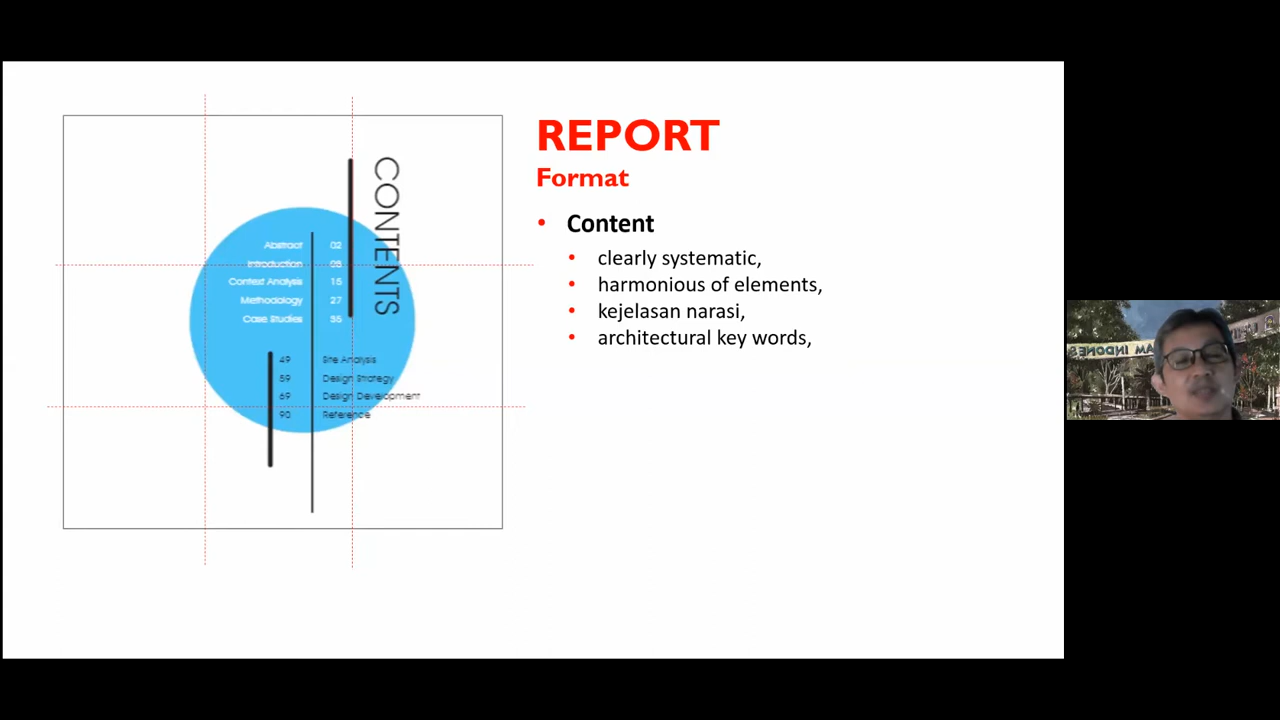 REPORT
Format
Content
clearly systematic,
harmonious of elements,
kejelasan narasi,
architectural key words,
CONTENTS
Abstract 02
Introduction 05
Context Analysis 15
Methodology 27
Case Studies 35
49 Site Analysis
59 Design Strategy
69 Design Development
90 Reference